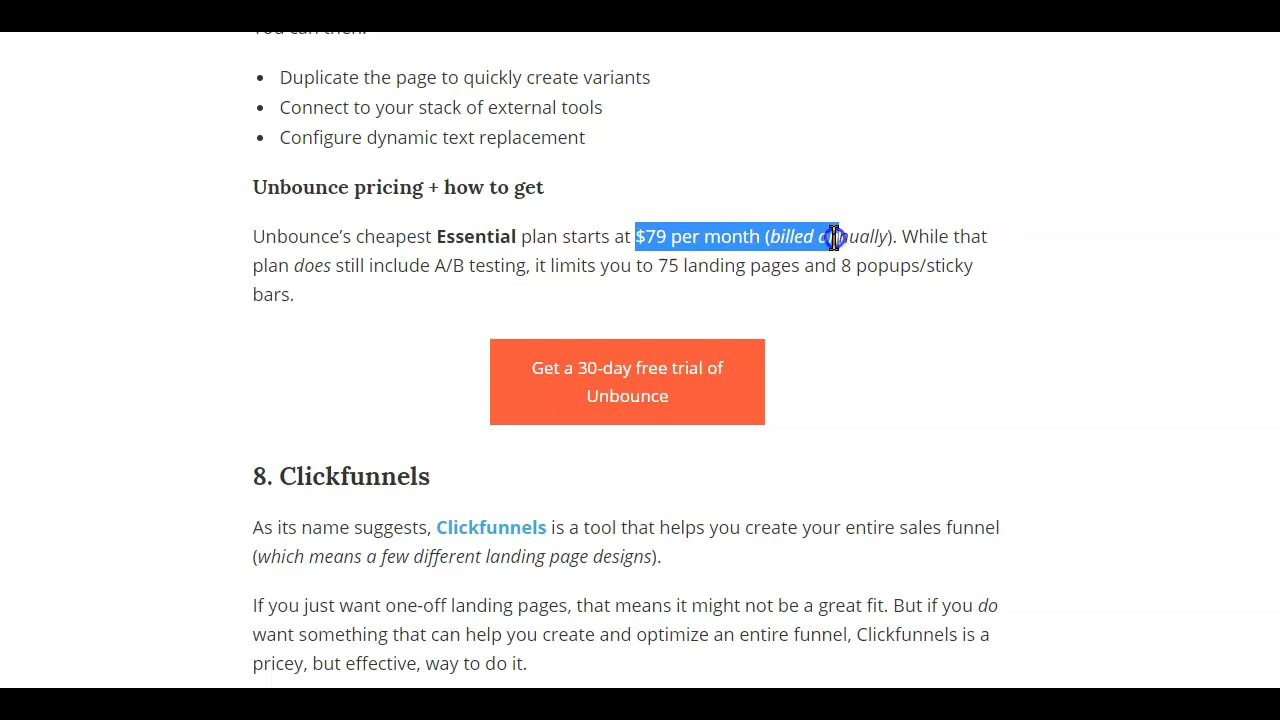 You can then:
Duplicate the page to quickly create variants
Connect to your stack of external tools
Configure dynamic text replacement
Unbounce pricing + how to get
Unbounce’s cheapest Essential plan starts at $79 per month (billed annually). While that
plan does still include A/B testing, it limits you to 75 landing pages and 8 popups/sticky
bars.
Get a 30-day free trial of
Unbounce
8. Clickfunnels
As its name suggests, Clickfunnels is a tool that helps you create your entire sales funnel
(which means a few different landing page designs).
If you just want one-off landing pages, that means it might not be a great fit. But if you do
want something that can help you create and optimize an entire funnel, Clickfunnels is a
pricey, but effective, way to do it.